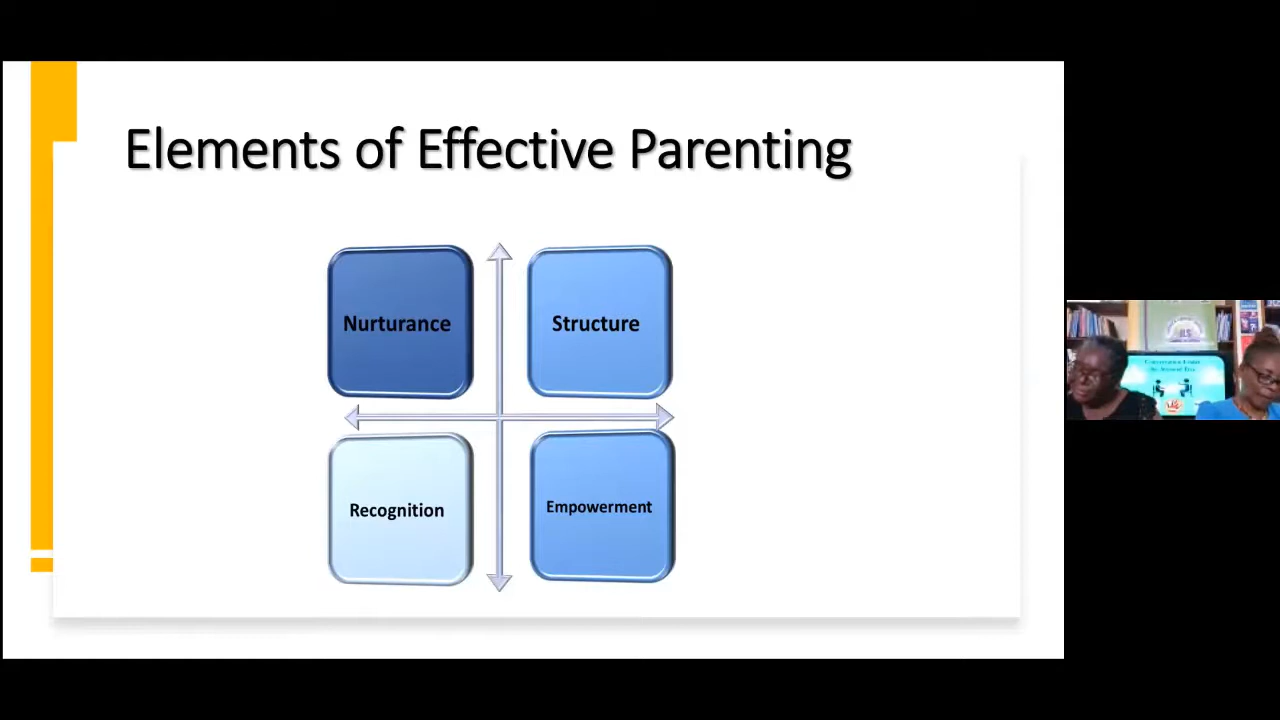 Elements of Effective Parenting
Nurturance
Structure
Recognition
Empowerment